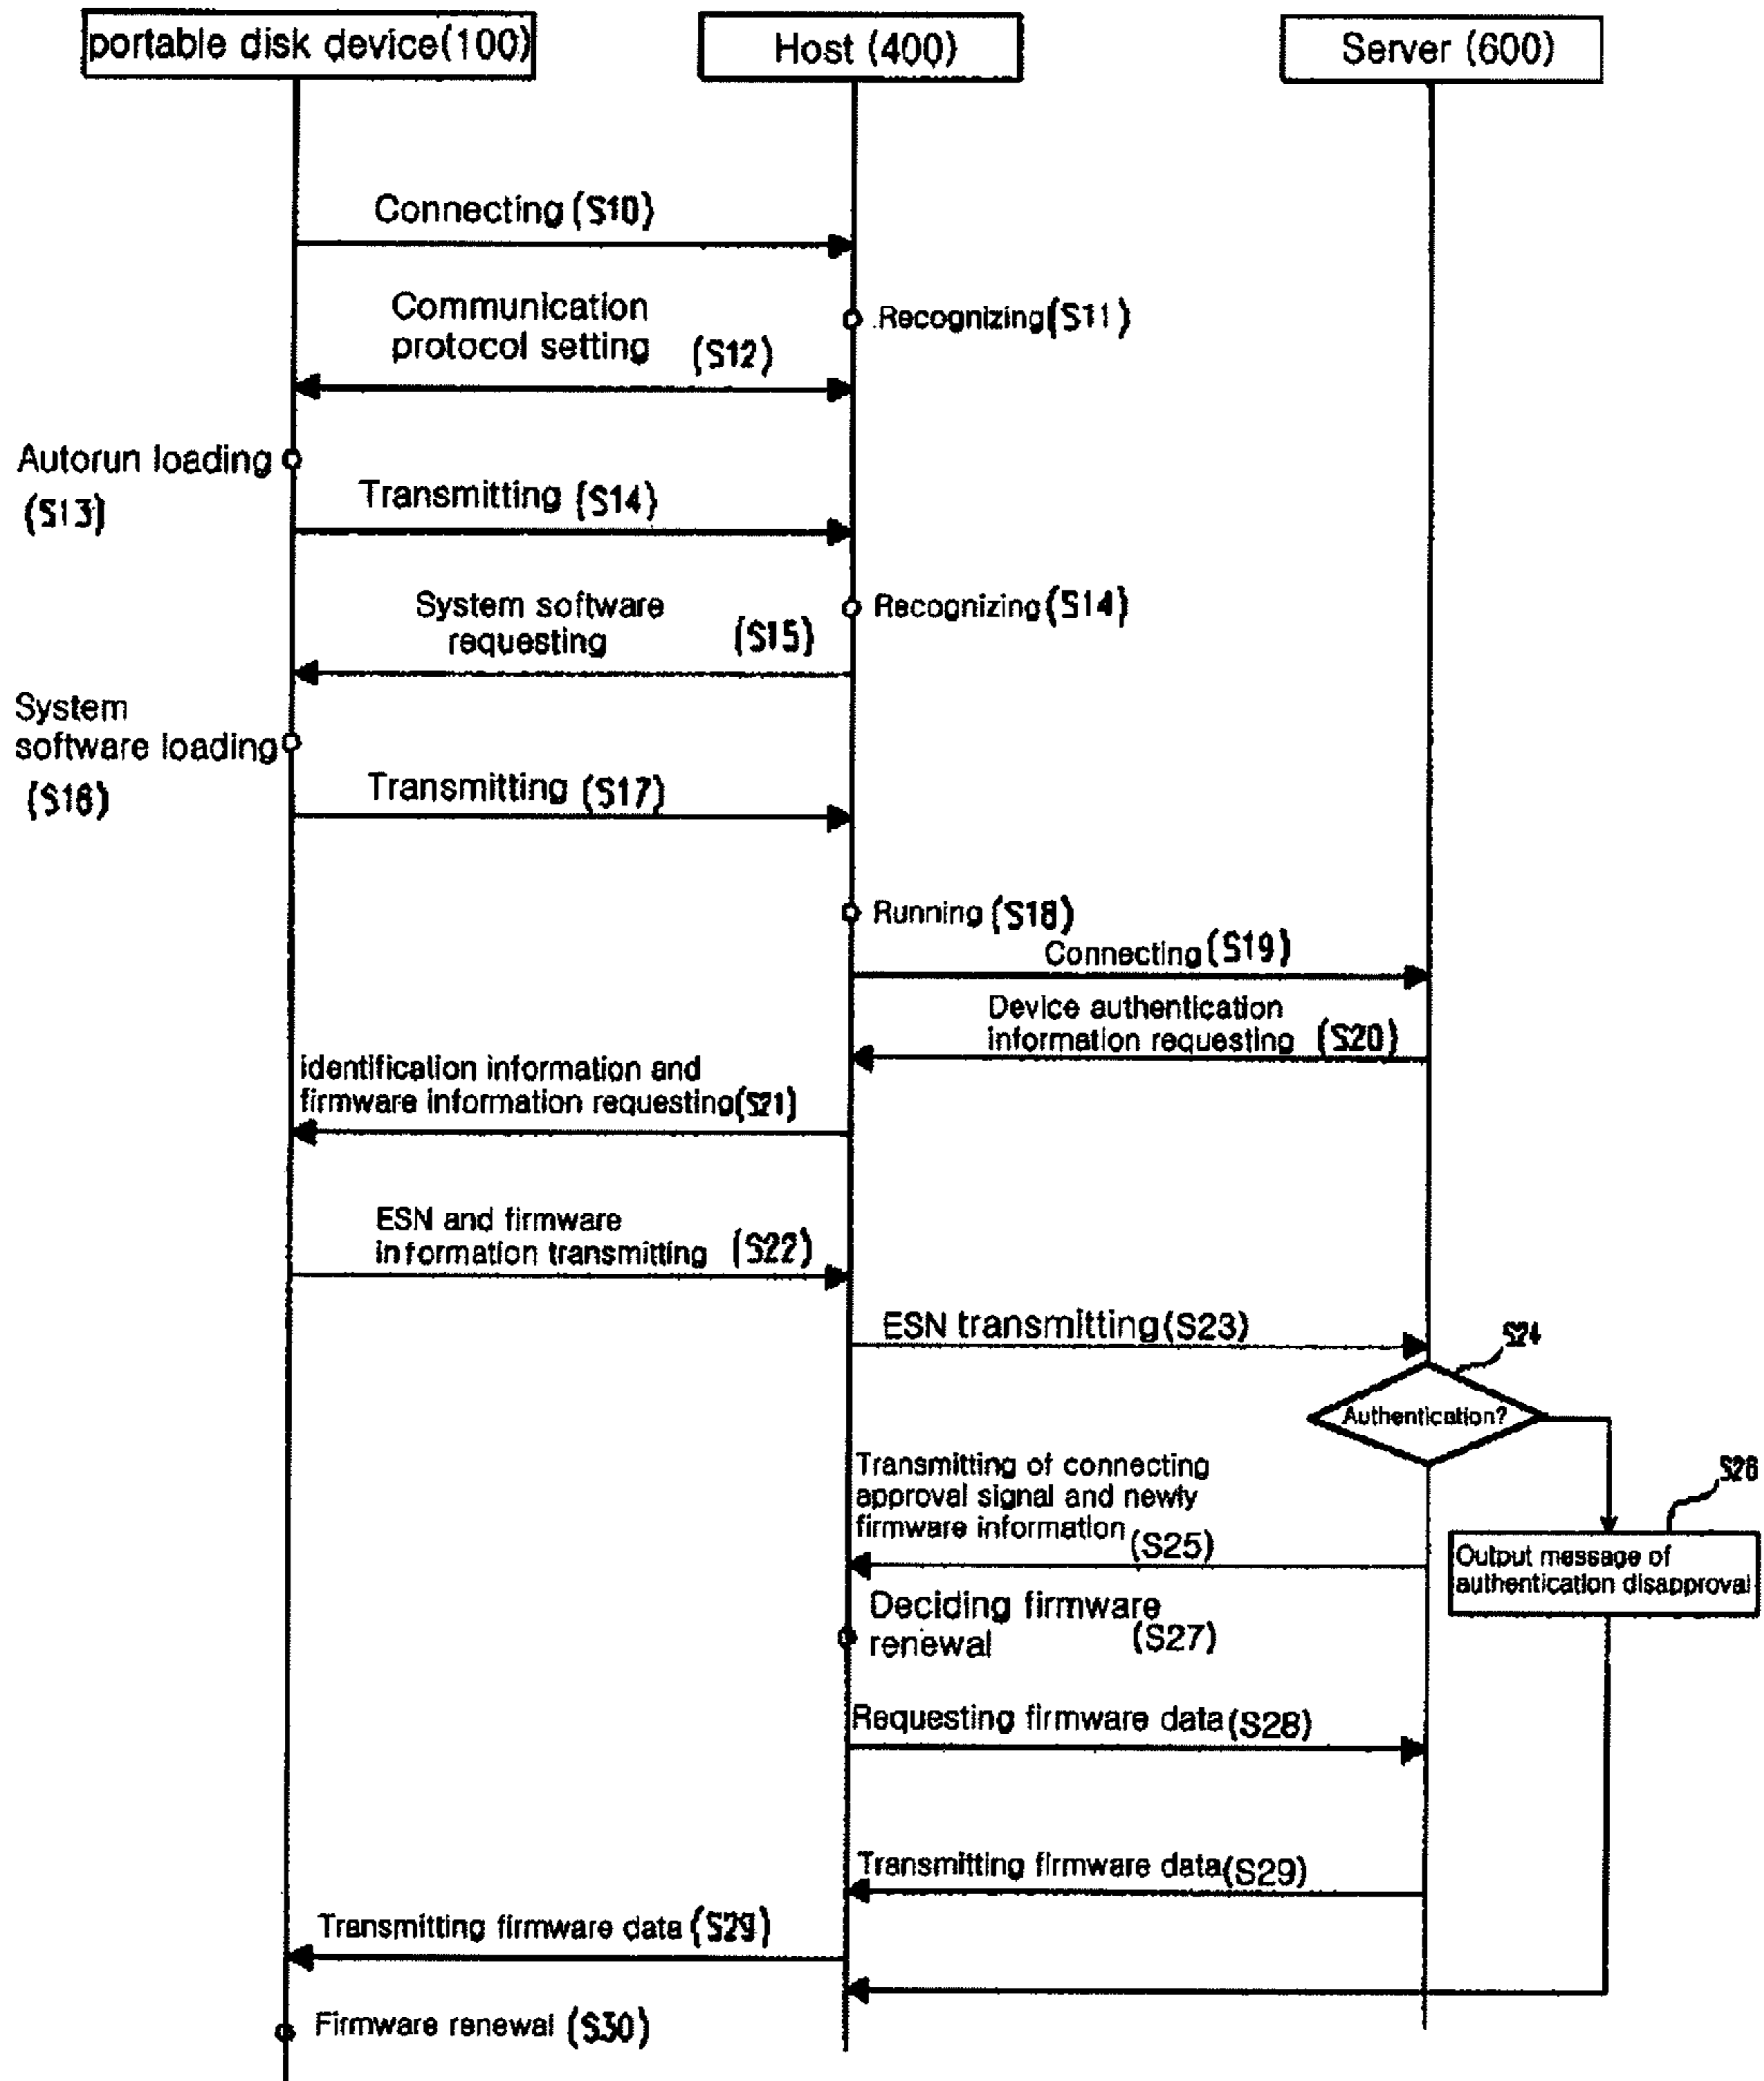 portable disk device(100)
Host (400)
Server (600)
Connecting (S10)
Communication
protocol setting (S12)
Recognizing(S11)
Autorun loading
(S13)
Transmitting (S14)
System software
requesting (S15)
Recognizing(S14)
System
software loading
(S16)
Transmitting (S17)
Running (S18)
Connecting (S19)
Device authentication
information requesting (S20)
identification information and
firmware information requesting(S21)
ESN and firmware
information transmitting (S22)
ESN transmitting(S23)
S24
Authentication?
Transmitting of connecting
approval signal and newly
firmware information (S25)
S26
Output message of
authentication disapproval
Deciding firmware
renewal (S27)
Requesting firmware data(S28)
Transmitting firmware data(S29)
Transmitting firmware data (S29)
Firmware renewal (S30)